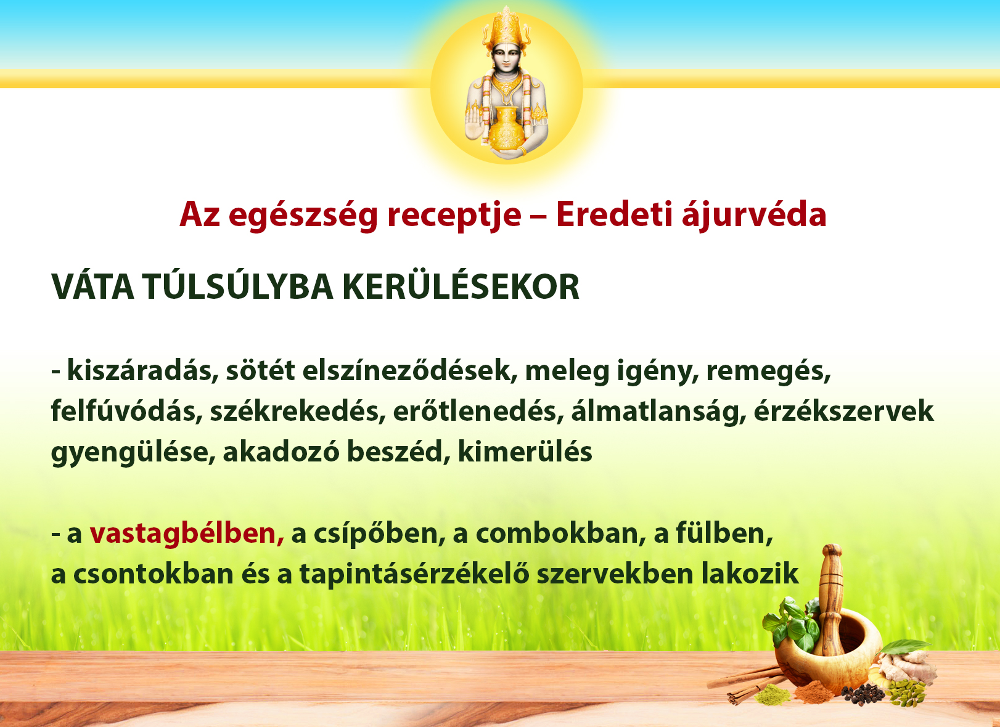 Az egészség receptje – Eredeti ájurvéda
VÁTA TÚLSÚLYBA KERÜLÉSEKOR
- kiszáradás, sötét elszíneződések, meleg igény, remegés,
felfúvódás, székrekedés, erőtlenedés, álmatlanság, érzékszervek
gyengülése, akadozó beszéd, kimerülés
- a vastagbélben, a csípőben, a combokban, a fülben,
a csontokban és a tapintásérzékelő szervekben lakozik